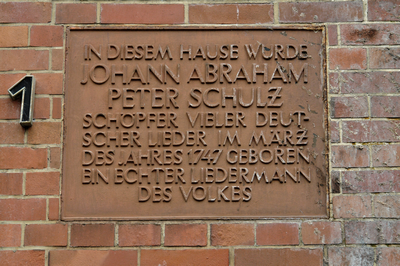 IN DIESEM HAUSE WURDE
JOHANN ABRAHAM
PETER SCHULZ
SCHÖPFER VIELER DEUT-
SCHER LIEDER IM MÄRZ
DES JAHRES 1747 GEBOREN
EIN ECHTER LIEDERMANN
DES VOLKES
1